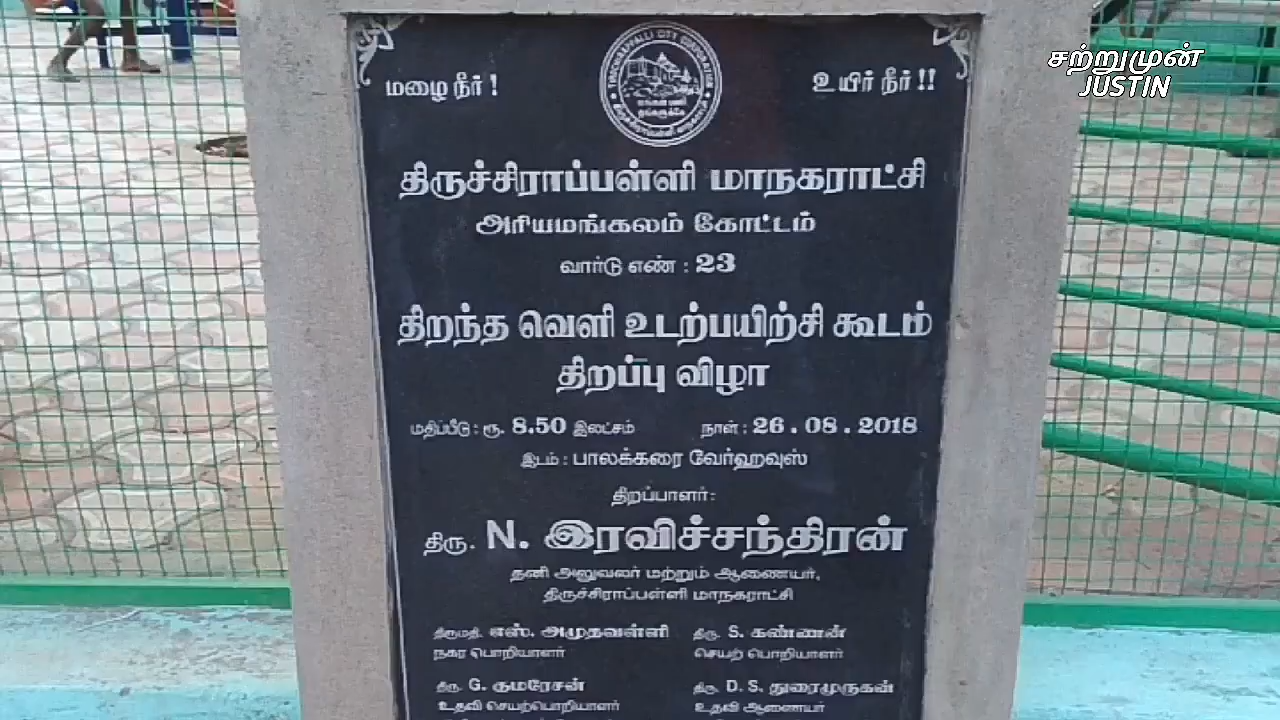 சற்றுமுன்
JUSTIN
TIRUCHIRAPPALLI CITY CORPORATION
மழை நீர் !
உயிர் நீர் !!
திருச்சிராப்பள்ளி மாநகராட்சி
அரியமங்கலம் கோட்டம்
வார்டு எண் : 23
திறந்த வெளி உடற்பயிற்சி கூடம்
திறப்பு விழா
மதிப்பீடு : ரூ. 8.50 இலட்சம் நாள் : 26 . 08 . 2018
இடம் : பாலக்கரை வேர்ஹவுஸ்
திறப்பாளர்:
திரு. N. இரவிச்சந்திரன்
தனி அலுவலர் மற்றும் ஆணையர்,
திருச்சிராப்பள்ளி மாநகராட்சி
திருமதி. எஸ். அமுதவள்ளி திரு. S. கண்ணன்
நகர பொறியாளர் செயற் பொறியாளர்
திரு. G. குமரேசன் திரு. D. S. துரைமுருகன்
உதவி செயற்பொறியாளர் உதவி ஆணையர்